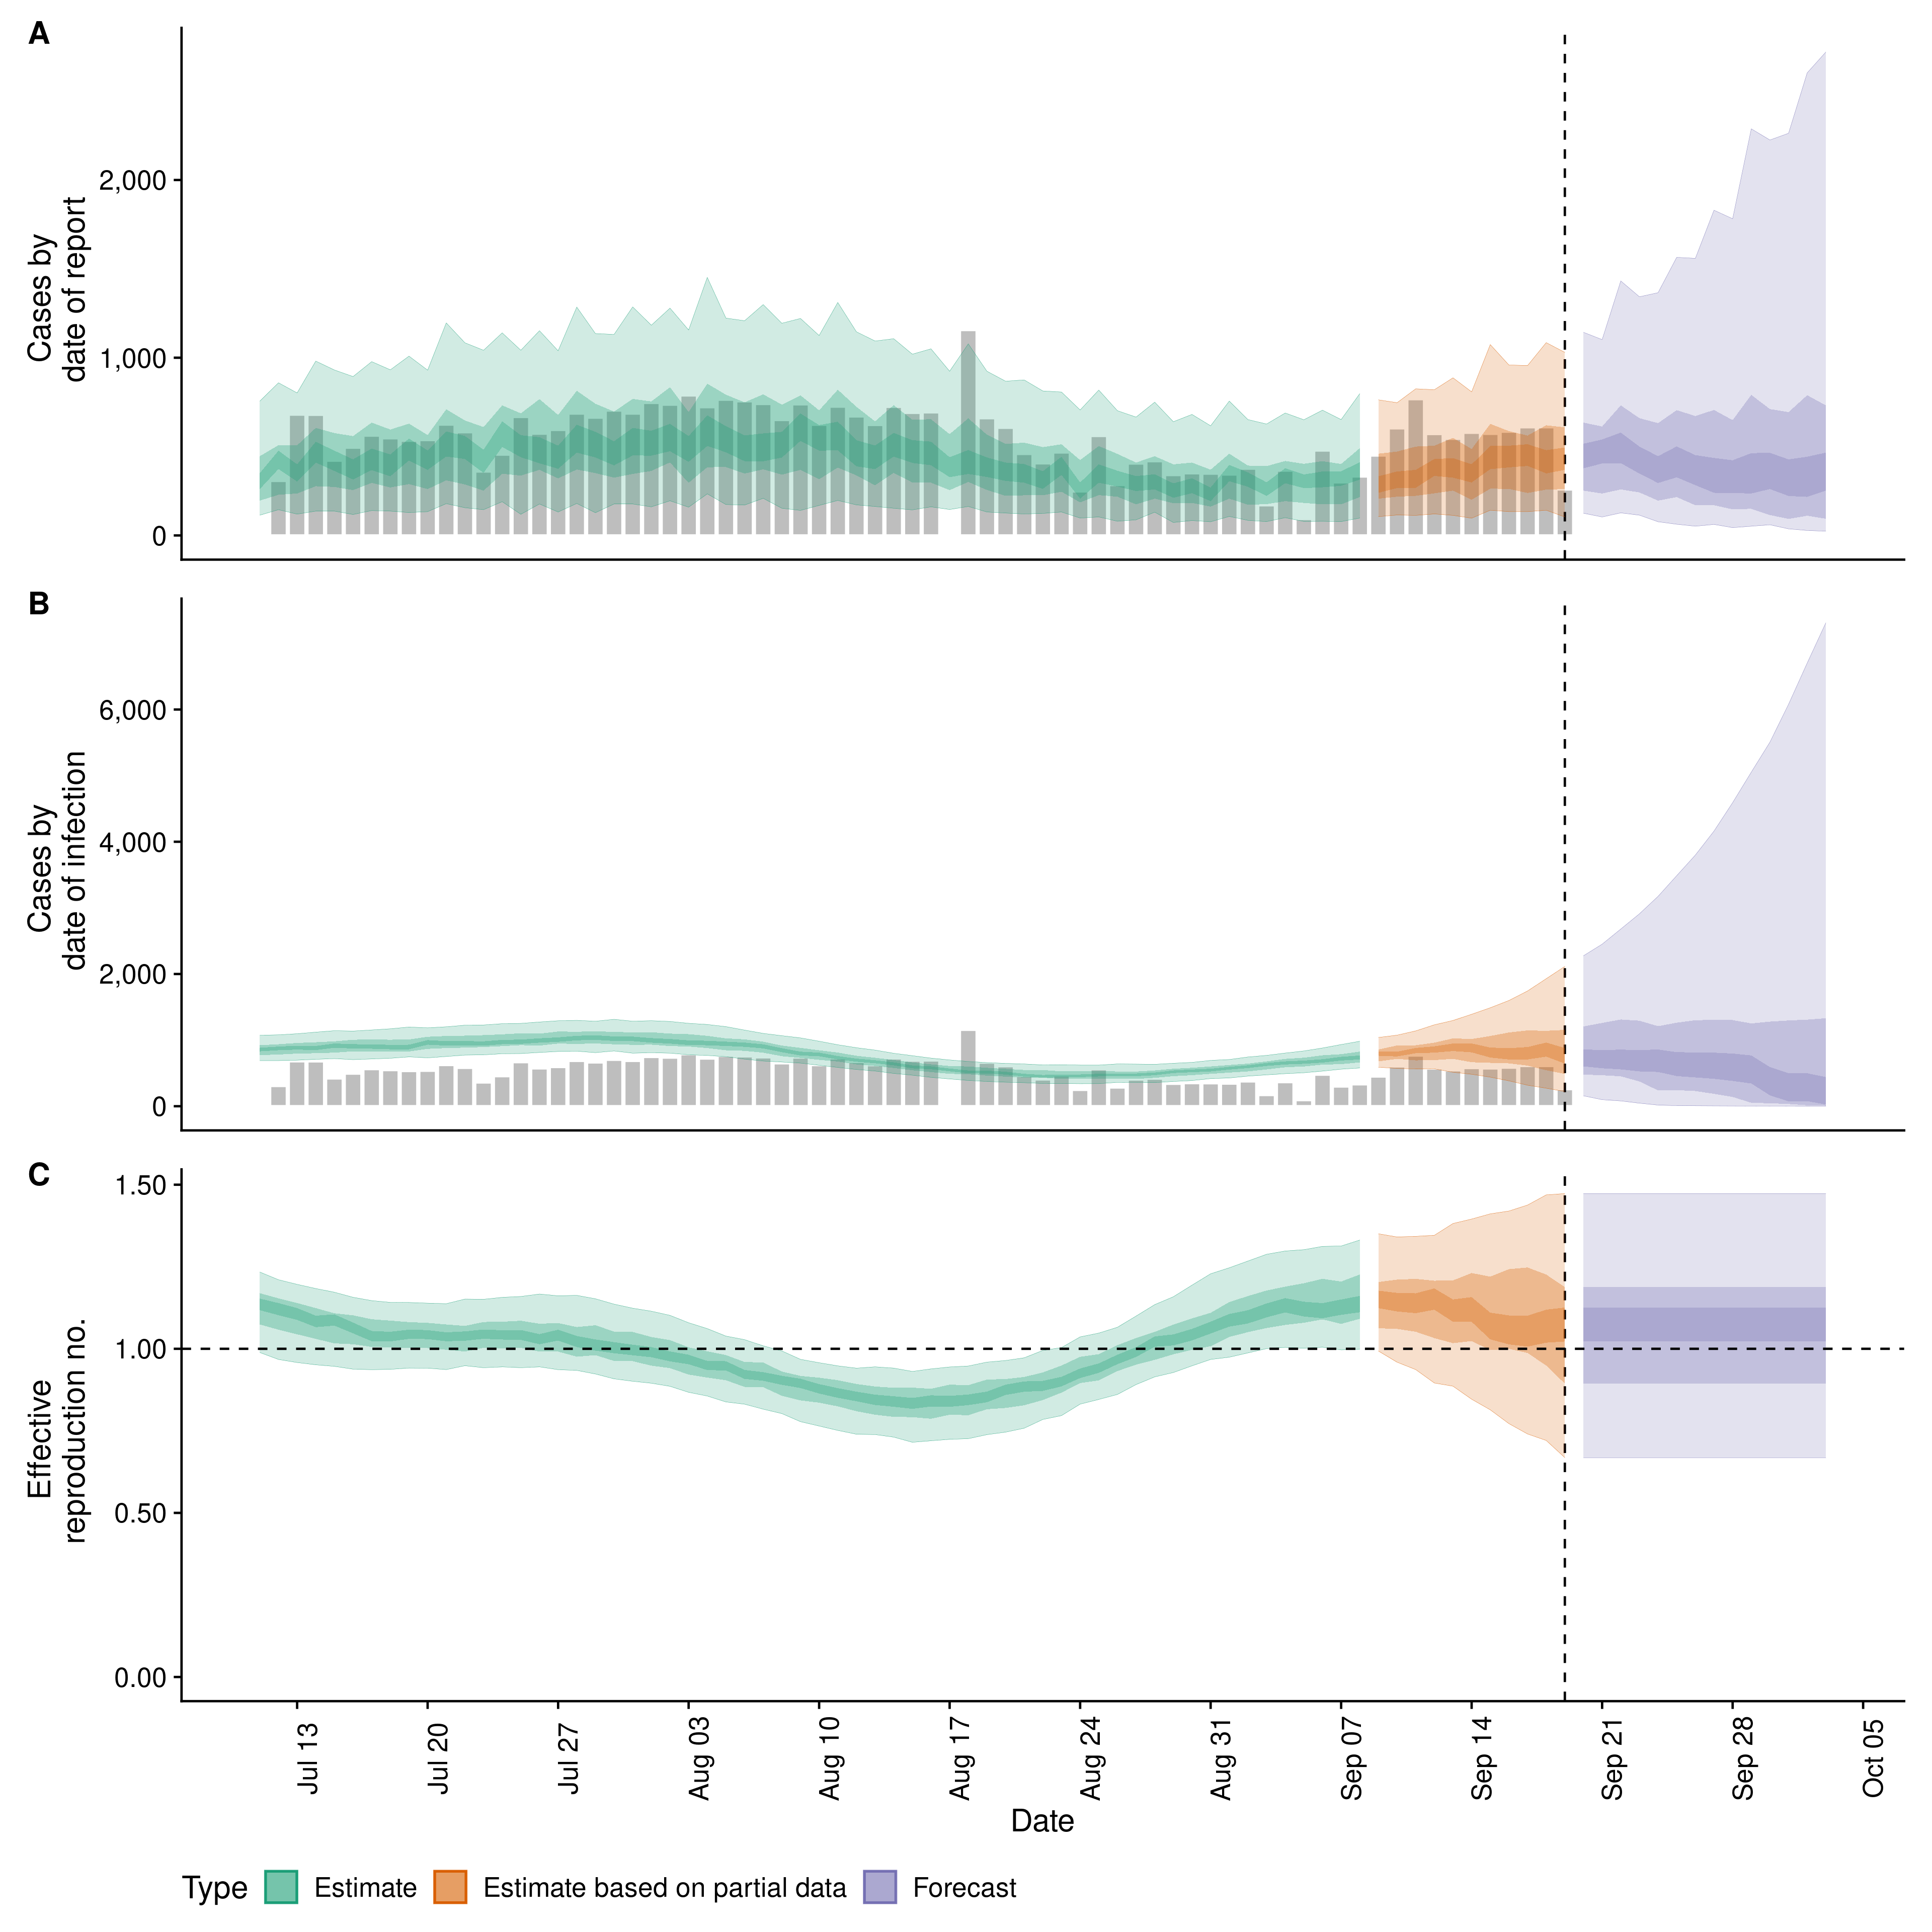 A
Cases by
date of report
2,000
1,000
0
B
Cases by
date of infection
6,000
4,000
2,000
0
C
Effective
reproduction no.
1.50
1.00
0.50
0.00
Jul 13
Jul 20
Jul 27
Aug 03
Aug 10
Aug 17
Aug 24
Aug 31
Sep 07
Sep 14
Sep 21
Sep 28
Oct 05
Date
Type Estimate Estimate based on partial data Forecast